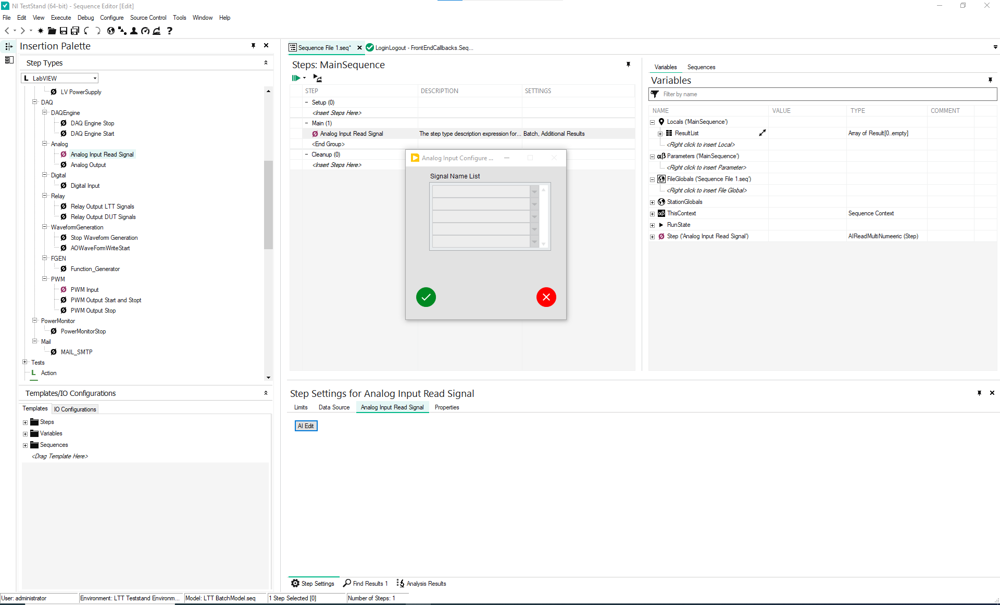 NI TestStand (64-bit) - Sequence Editor [Edit]
File Edit View Execute Debug Configure Source Control Tools Window Help
Insertion Palette
Step Types
LabVIEW
LV PowerSupply
DAQ
DAQEngine
DAQ Engine Stop
DAQ Engine Start
Analog
Analog Input Read Signal
Analog Output
Digital
Digital Input
Relay
Relay Output LTT Signals
Relay Output DUT Signals
WaveformGeneration
Stop Waveform Generation
AOWaveFormWriteStart
FGEN
Function_Generator
PWM
PWM Input
PWM Output Start and Stopt
PWM Output Stop
PowerMonitor
PowerMonitorStop
Mail
MAIL_SMTP
Tests
Action
Templates/IO Configurations
Templates IO Configurations
Steps
Variables
Sequences
<Drag Template Here>
Sequence File 1.seq* LoginLogout - FrontEndCallbacks.Seq...
Steps: MainSequence
STEP DESCRIPTION SETTINGS
Setup (0)
<Insert Steps Here>
Main (1)
Analog Input Read Signal The step type description expression for... Batch, Additional Results
<End Group>
Cleanup (0)
<Insert Steps Here>
Analog Input Configure ...
Signal Name List
Variables Sequences
Variables
Filter by name
NAME VALUE TYPE COMMENT
Locals ('MainSequence')
ResultList Array of Result[0..empty]
<Right click to insert Local>
Parameters ('MainSequence')
<Right click to insert Parameter>
FileGlobals ('Sequence File 1.seq')
<Right click to insert File Global>
StationGlobals
ThisContext Sequence Context
RunState
Step ('Analog Input Read Signal') AIReadMultiNumeeric (Step)
Step Settings for Analog Input Read Signal
Limits Data Source Analog Input Read Signal Properties
AI Edit
Step Settings Find Results 1 Analysis Results
User: administrator Environment: LTT Teststand Environm... Model: LTT BatchModel.seq 1 Step Selected [0] Number of Steps: 1